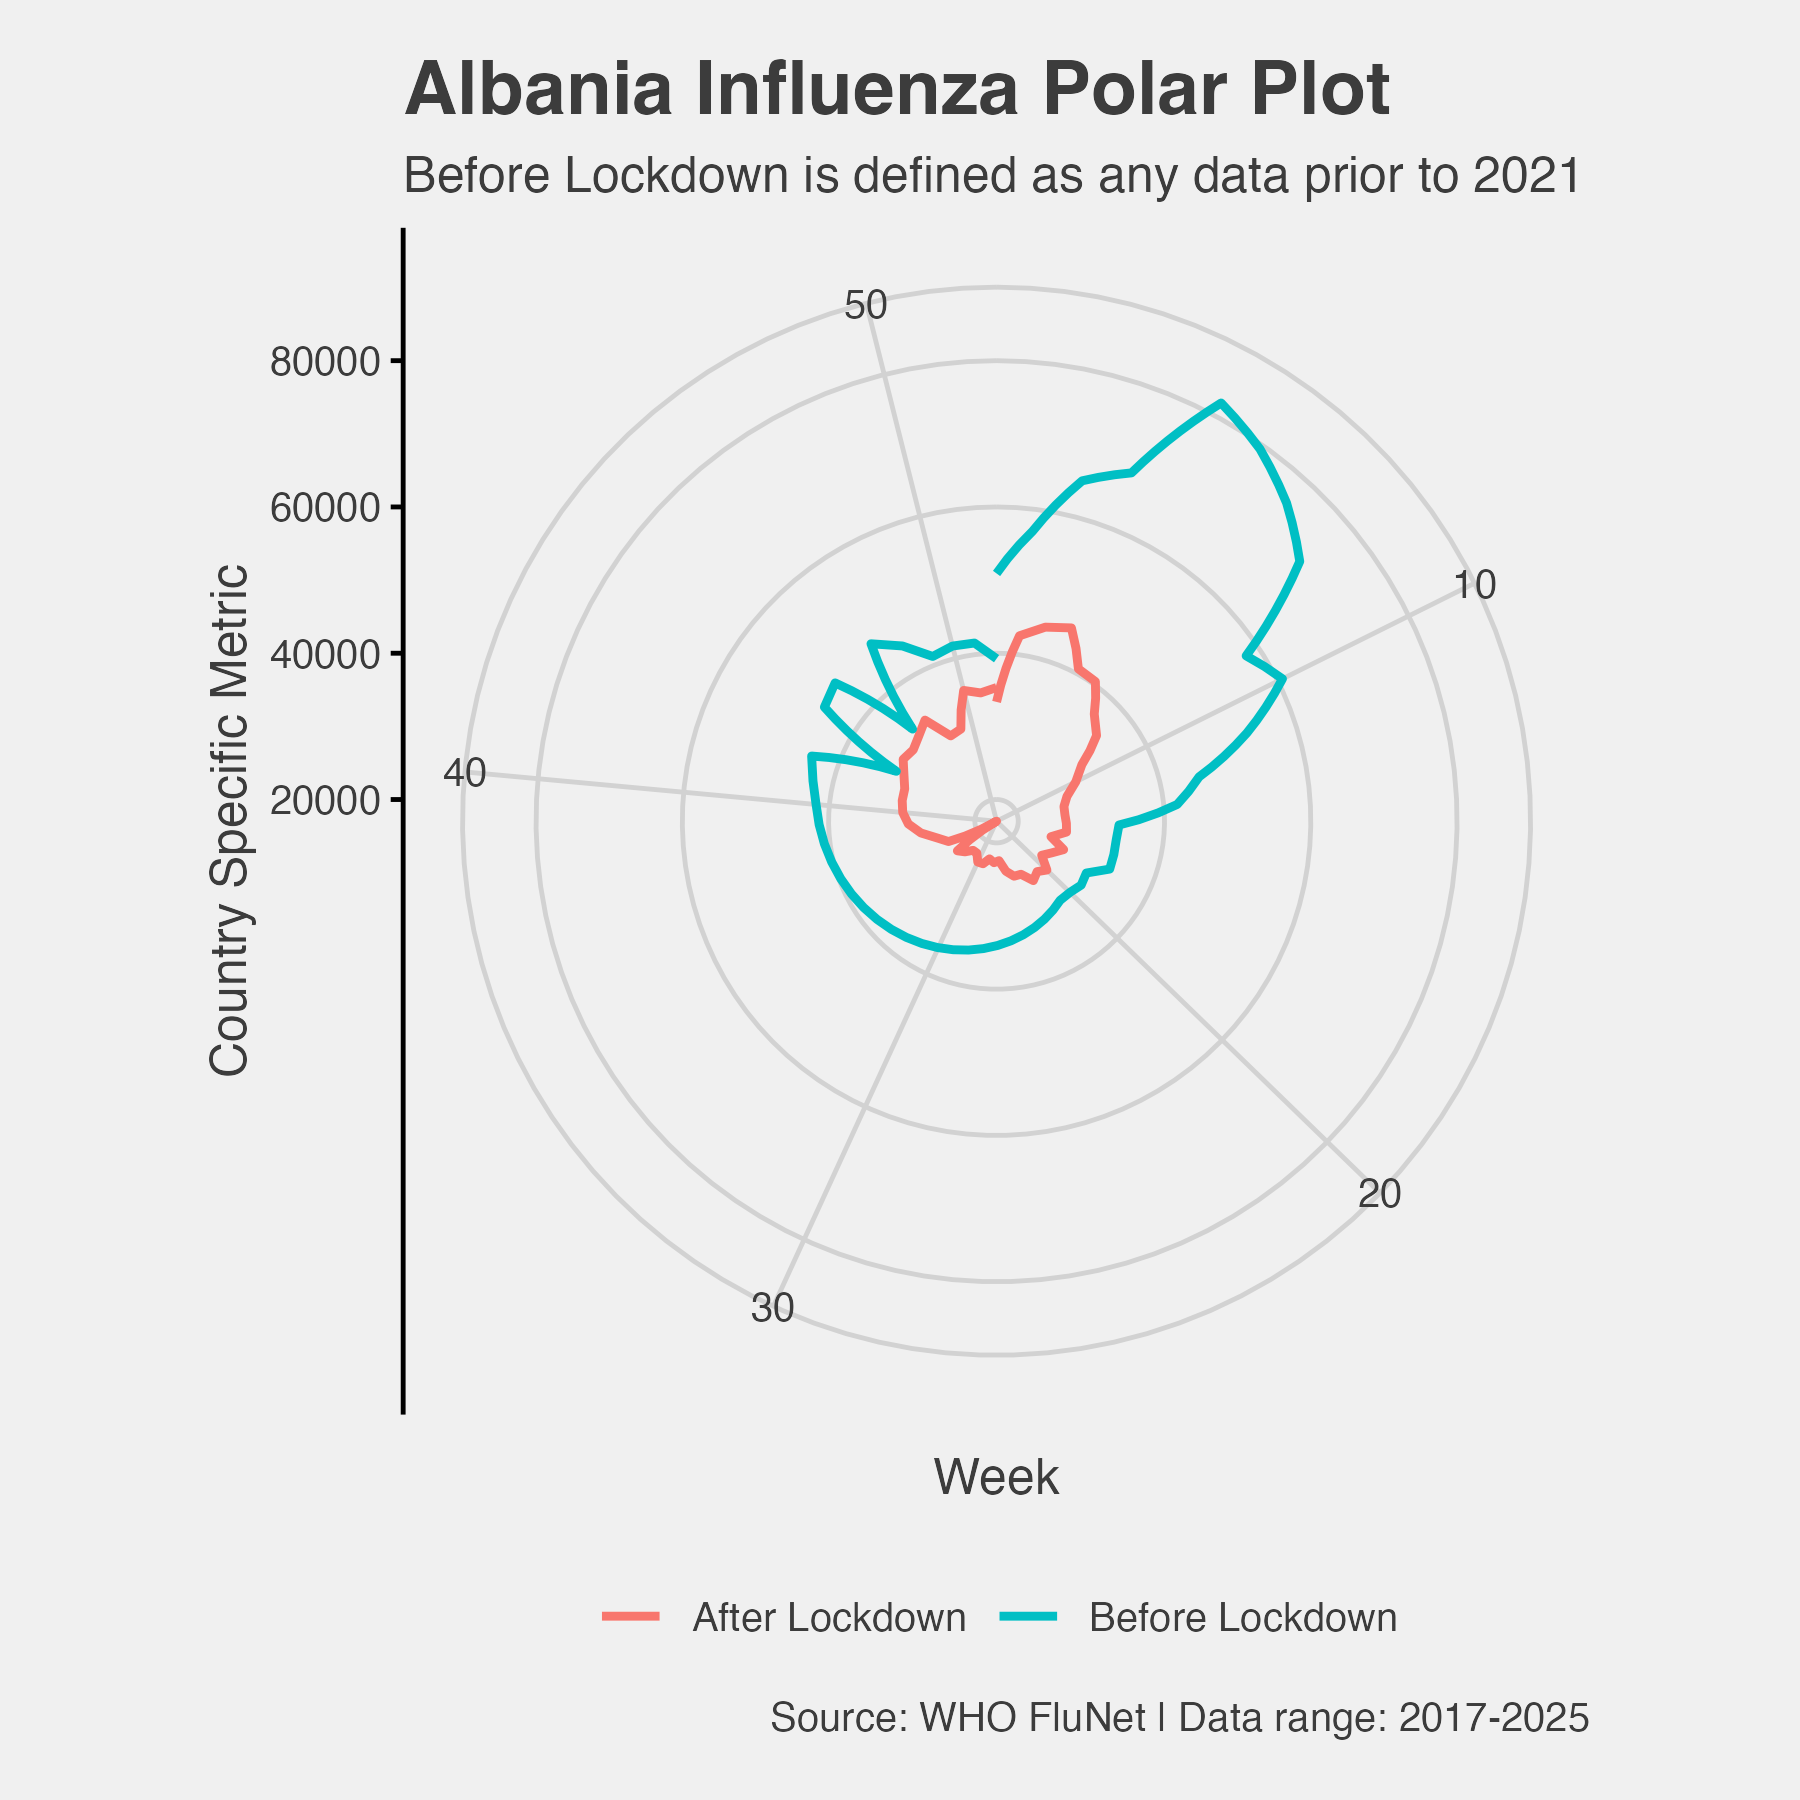 Albania Influenza Polar Plot
Before Lockdown is defined as any data prior to 2021
50
80000
60000
10
40000
40
20000
Country Specific Metric
20
30
Week
After Lockdown
Before Lockdown
Source: WHO FluNet | Data range: 2017-2025